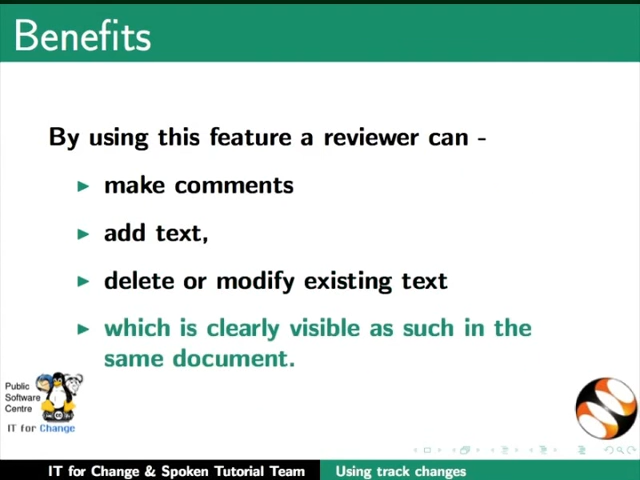 Benefits
By using this feature a reviewer can -
make comments
add text,
delete or modify existing text
which is clearly visible as such in the
same document.
Public
Software
Centre
IT for Change
IT for Change & Spoken Tutorial Team
Using track changes